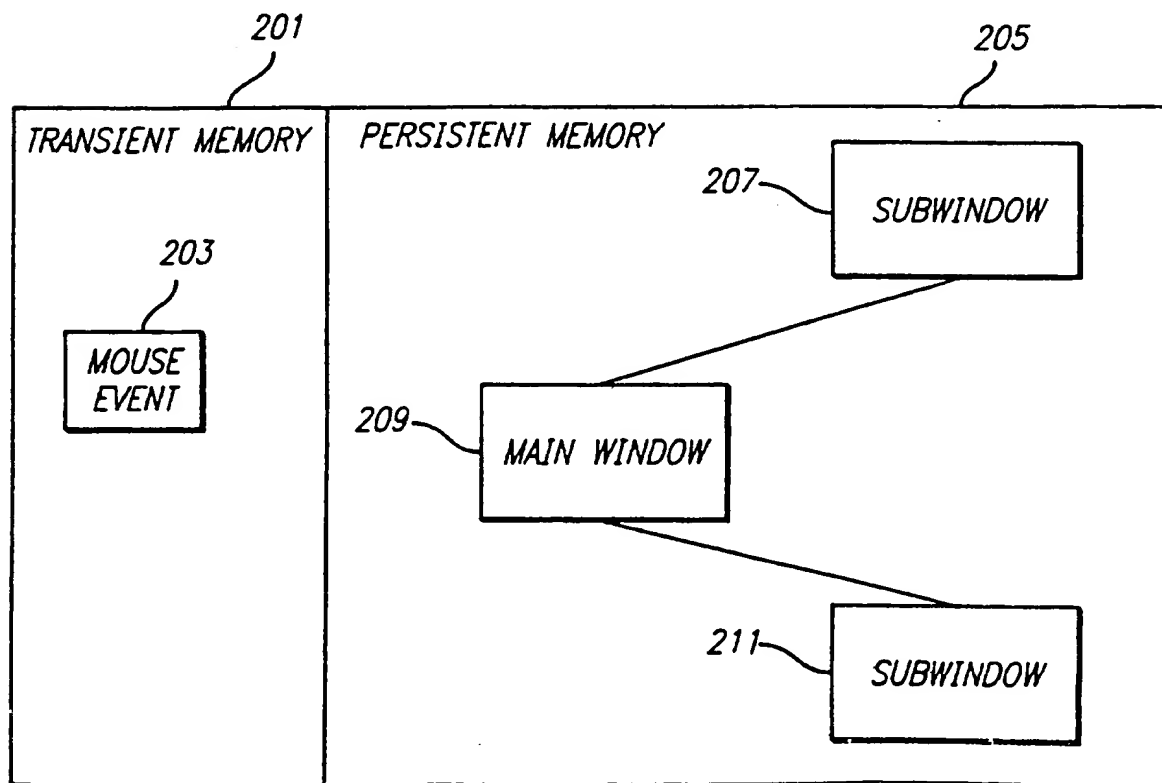 201
205
TRANSIENT MEMORY
PERSISTENT MEMORY
207
SUBWINDOW
203
MOUSE
EVENT
209
MAIN WINDOW
211
SUBWINDOW